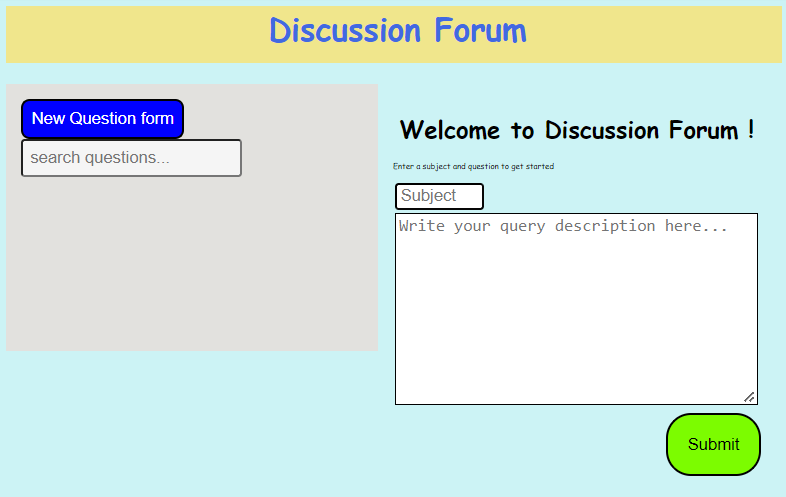 Discussion Forum
New Question form
search questions...
Welcome to Discussion Forum !
Enter a subject and question to get started
Subject
Write your query description here...
Submit